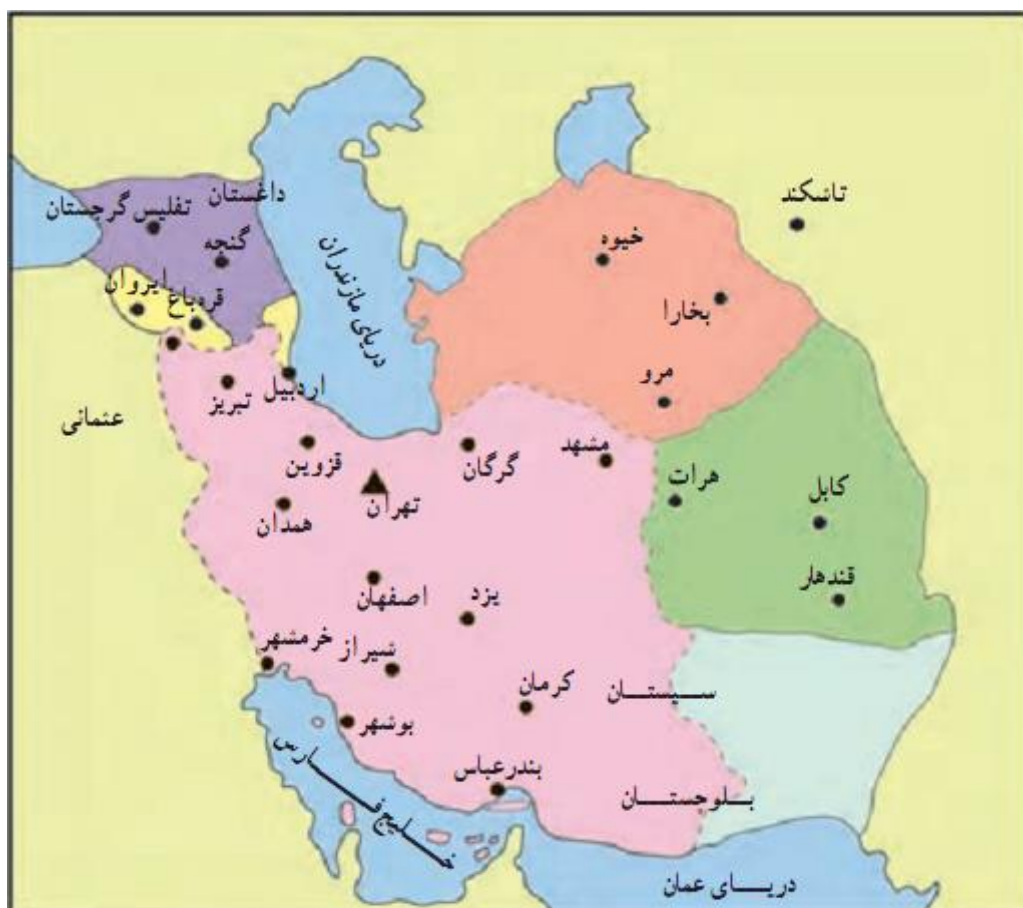 داغستان
تاشکند
تفلیس گرجستان
گنجه
خیوه
ایروان
قره‌باغ
بخارا
دریای مازندران
مرو
اردبیل
تبریز
عثمانی
قزوین
گرگان
مشهد
هرات
کابل
تهران
همدان
قندهار
اصفهان
یزد
خرمشهر
شیراز
کرمان
سیستان
بوشهر
بندرعباس
بلوچستان
خلیج فارس
دریای عمان